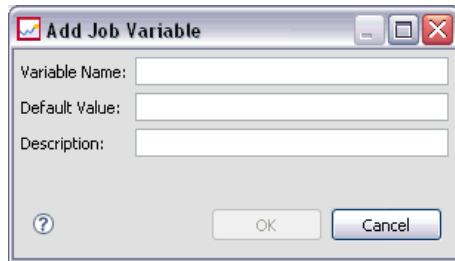 Add Job Variable
Variable Name:
Default Value:
Description:
?
OK
Cancel